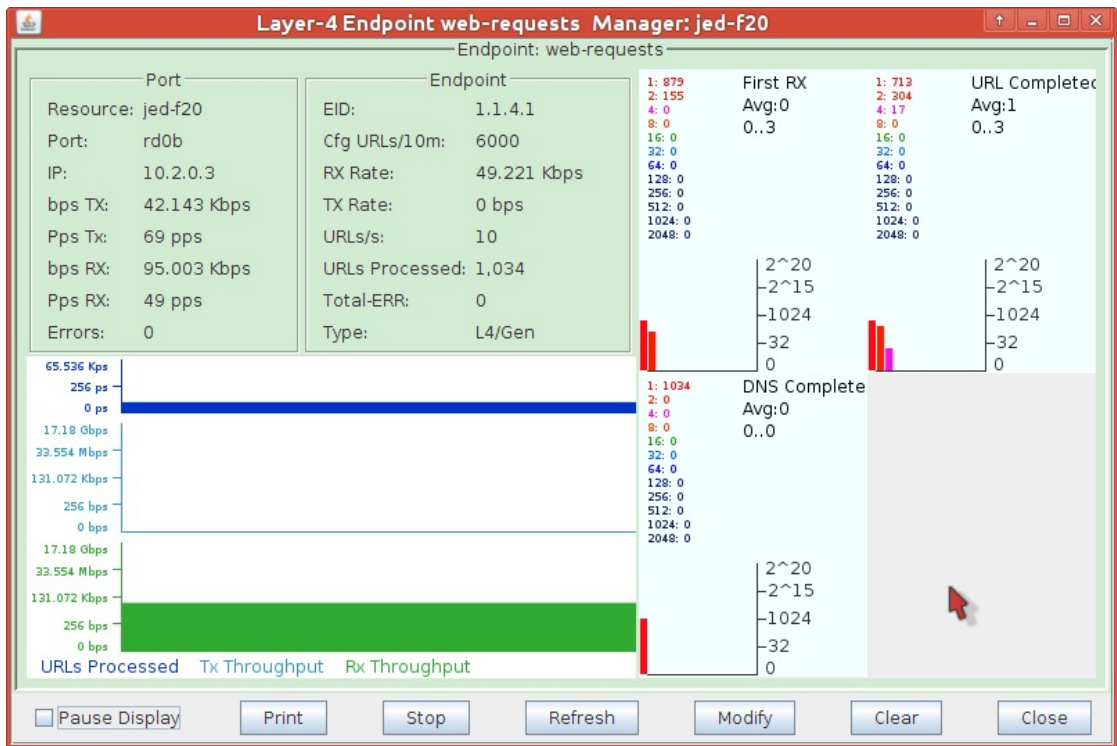 Layer-4 Endpoint web-requests Manager: jed-f20
Endpoint: web-requests
Port
Resource: jed-f20
Port: rd0b
IP: 10.2.0.3
bps TX: 42.143 Kbps
Pps Tx: 69 pps
bps RX: 95.003 Kbps
Pps RX: 49 pps
Errors: 0
Endpoint
EID: 1.1.4.1
Cfg URLs/10m: 6000
RX Rate: 49.221 Kbps
TX Rate: 0 bps
URLs/s: 10
URLs Processed: 1,034
Total-ERR: 0
Type: L4/Gen
1: 879
2: 155
4: 0
8: 0
16: 0
32: 0
64: 0
128: 0
256: 0
512: 0
1024: 0
2048: 0
First RX
Avg:0
0..3
2^20
2^15
1024
32
0
1: 713
2: 304
4: 17
8: 0
16: 0
32: 0
64: 0
128: 0
256: 0
512: 0
1024: 0
2048: 0
URL Completed
Avg:1
0..3
2^20
2^15
1024
32
0
65.536 Kps
256 ps
0 ps
17.18 Gbps
33.554 Mbps
131.072 Kbps
256 bps
0 bps
17.18 Gbps
33.554 Mbps
131.072 Kbps
256 bps
0 bps
URLs Processed Tx Throughput Rx Throughput
1: 1034
2: 0
4: 0
8: 0
16: 0
32: 0
64: 0
128: 0
256: 0
512: 0
1024: 0
2048: 0
DNS Complete
Avg:0
0..0
2^20
2^15
1024
32
0
Pause Display Print Stop Refresh Modify Clear Close